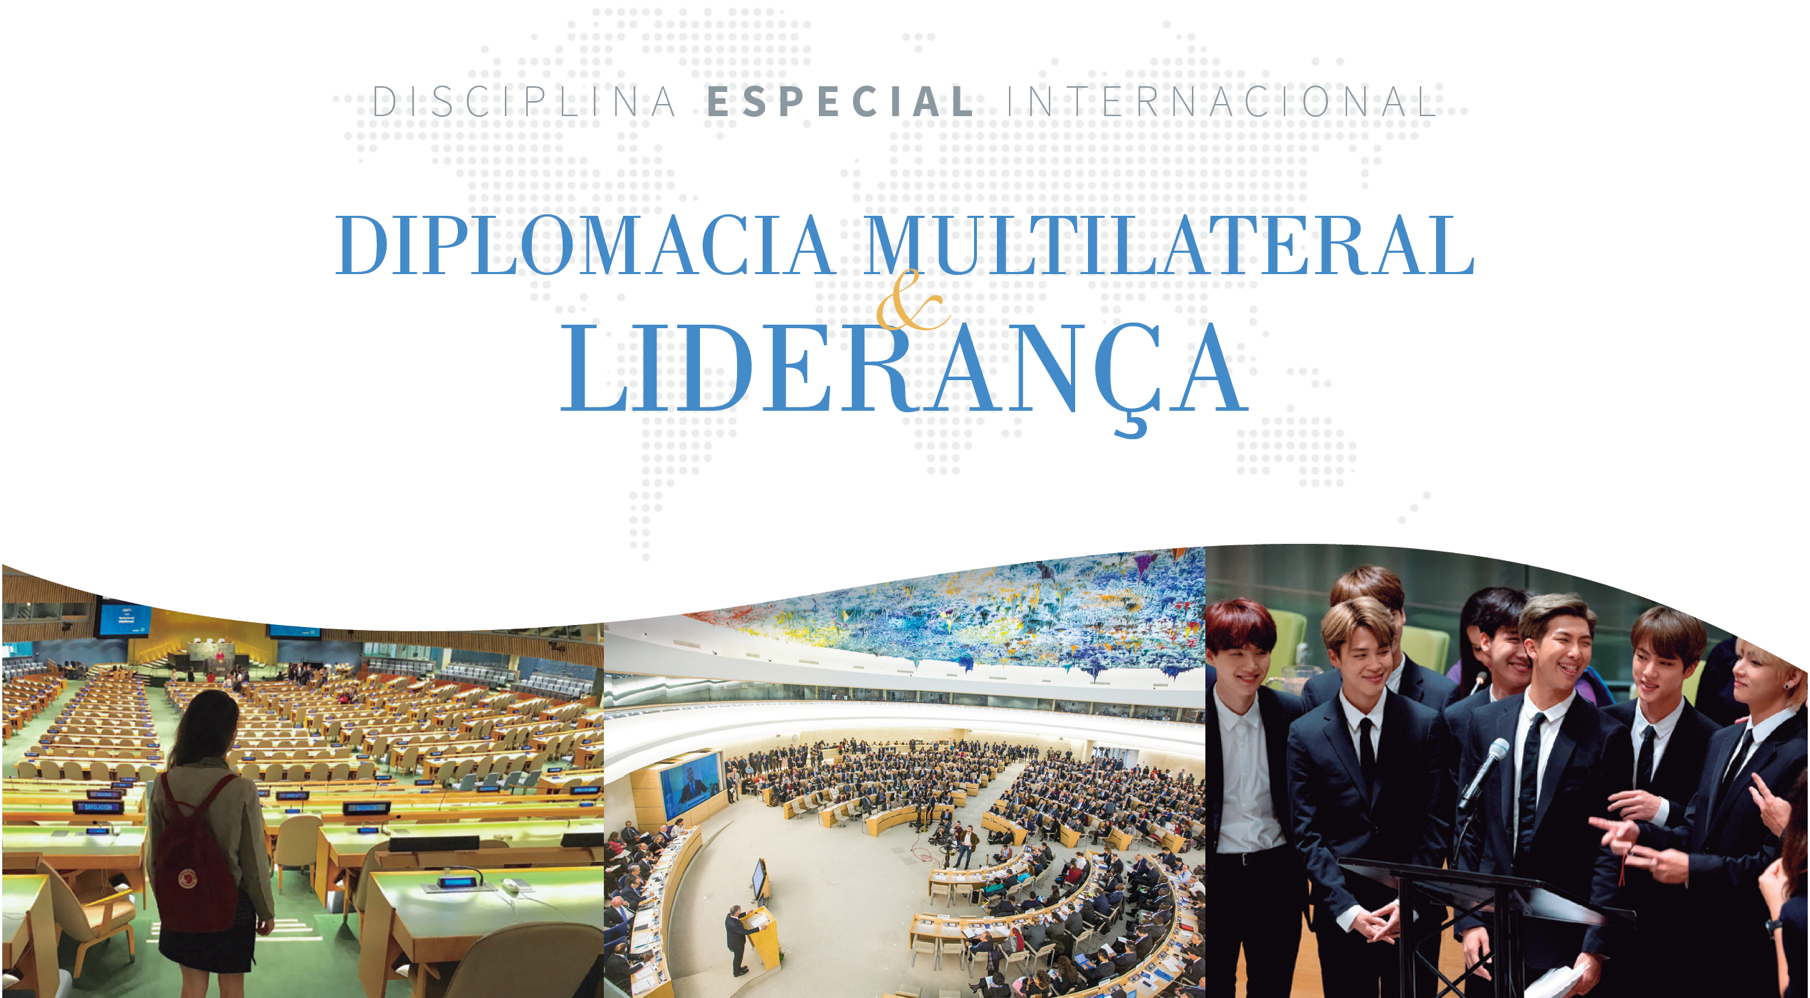 DISCIPLINA ESPECIAL INTERNACIONAL
DIPLOMACIA MULTILATERAL
&
LIDERANÇA